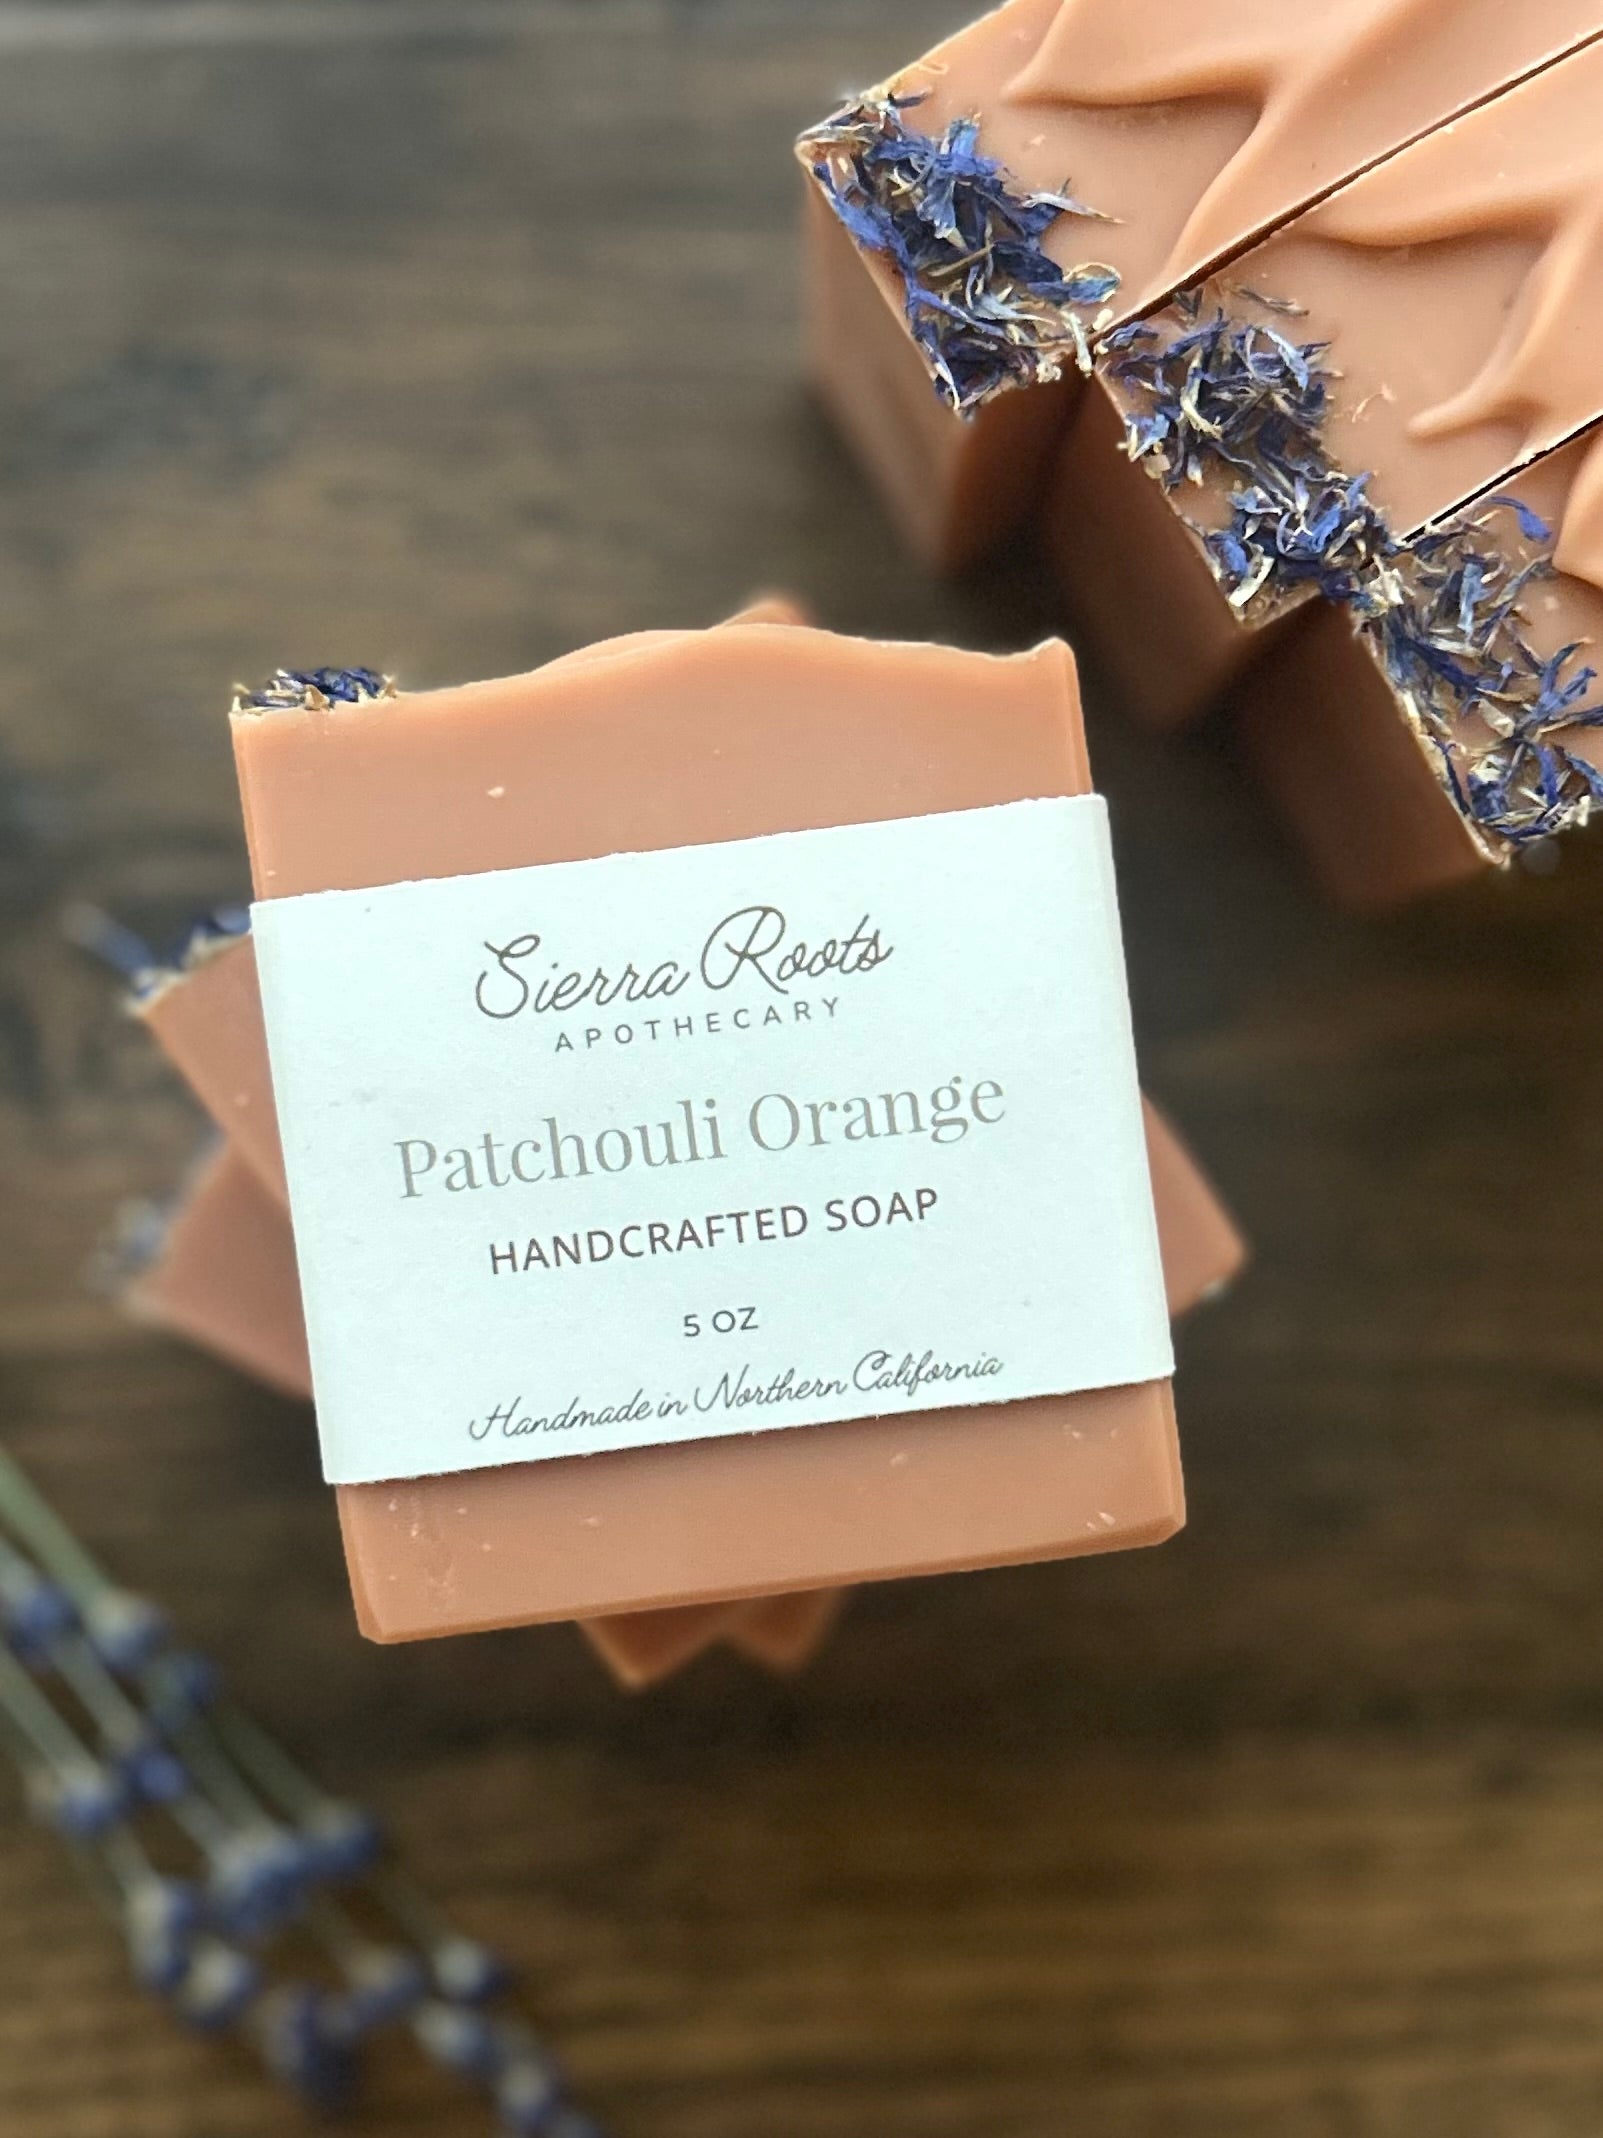 Sierra Roots
APOTHECARY
Patchouli Orange
HANDCRAFTED SOAP
5 OZ
Handmade in Northern California